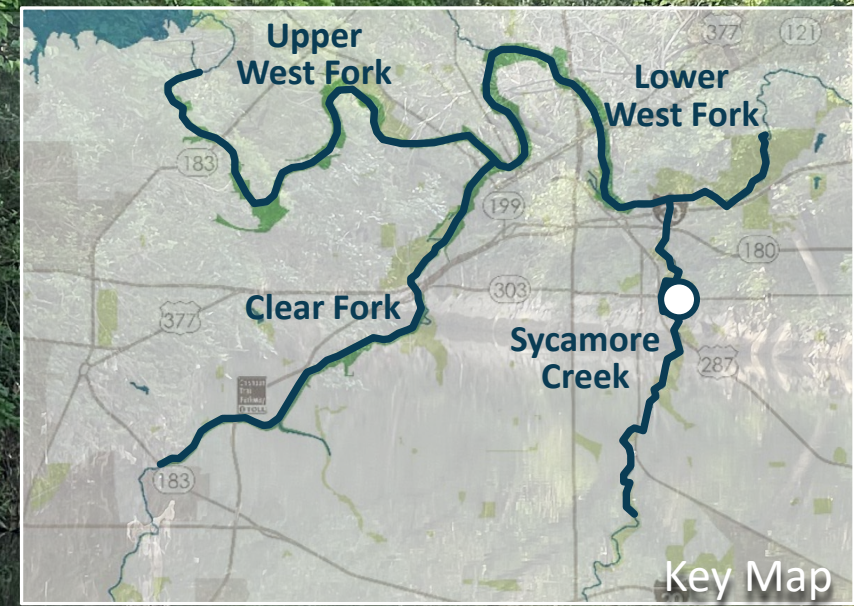 Upper
West Fork
377
121
Lower
West Fork
183
199
180
303
Clear Fork
377
Sycamore
Creek
287
183
Key Map